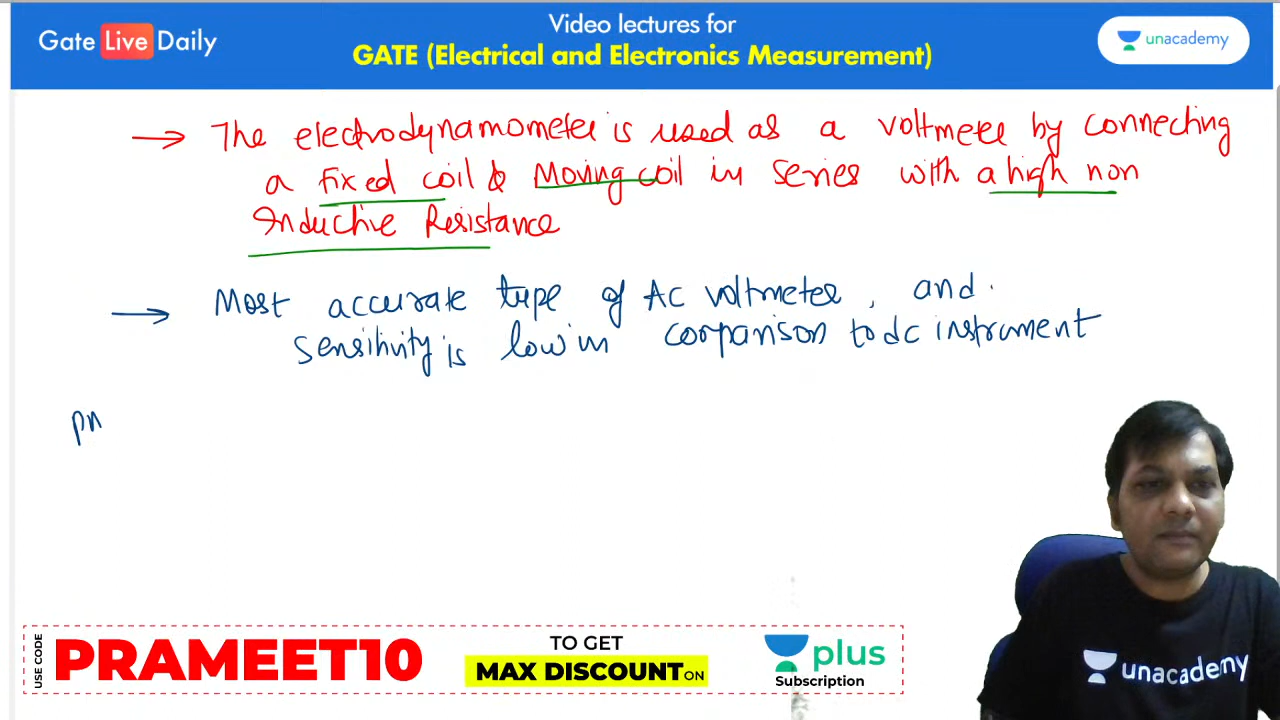 Video lectures for
Gate Live Daily
GATE (Electrical and Electronics Measurement)
unacademy
→ The electrodynamometer is used as a voltmeter by connecting
a fixed coil & Moving coil in series with a high non
Inductive Resistance
→ Most accurate type of AC voltmeter, and
sensitivity is low in comparison to dc instrument
pm
USE CODE
PRAMEET10
TO GET
MAX DISCOUNT ON
plus
Subscription
unacademy